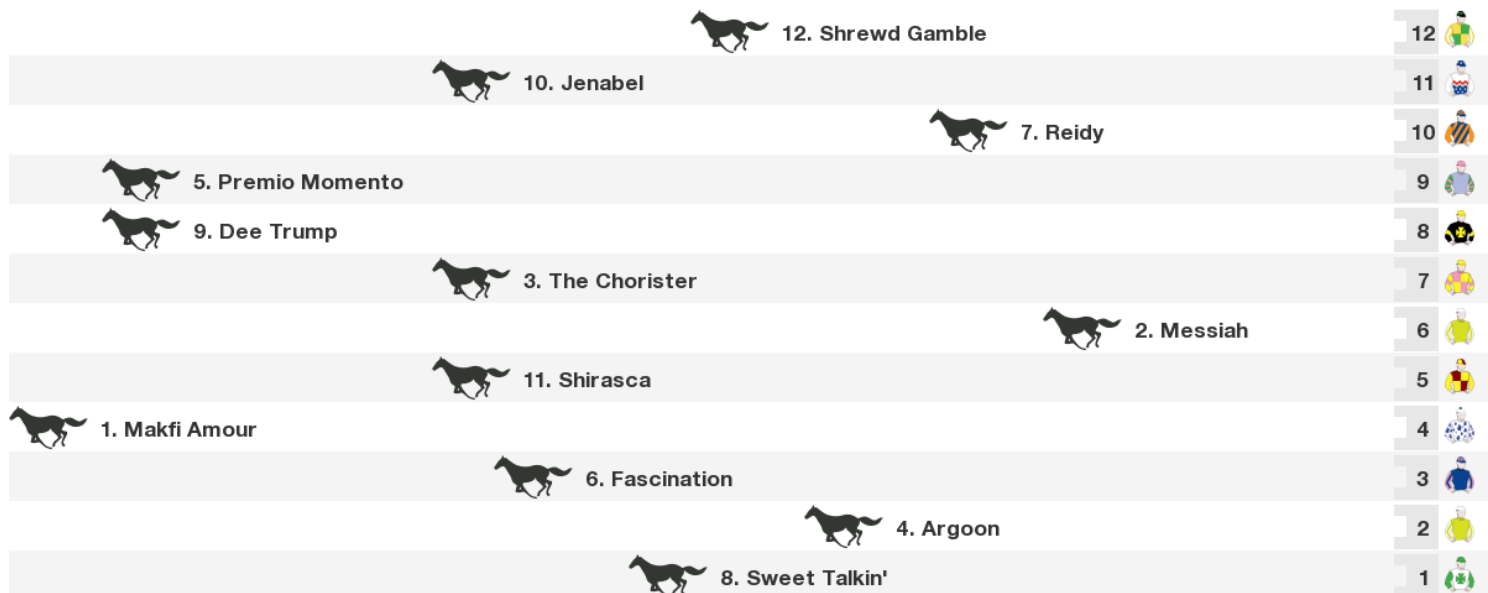 12. Shrewd Gamble 12
10. Jenabel 11
7. Reidy 10
5. Premio Momento 9
9. Dee Trump 8
3. The Chorister 7
2. Messiah 6
11. Shirasca 5
1. Makfi Amour 4
6. Fascination 3
4. Argoon 2
8. Sweet Talkin' 1